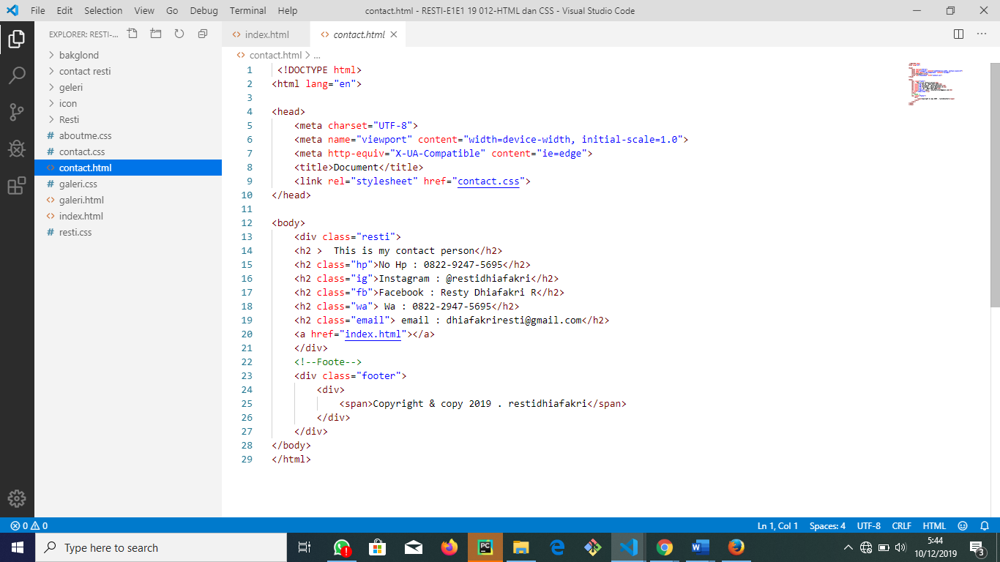 File Edit Selection View Go Debug Terminal Help contact.html - RESTI-E1E1 19 012-HTML dan CSS - Visual Studio Code
EXPLORER: RESTI-...
bakglond
contact resti
geleri
icon
Resti
# aboutme.css
# contact.css
<> contact.html
# galeri.css
<> galeri.html
<> index.html
# resti.css
<> index.html <> contact.html
<> contact.html > ...
1 <!DOCTYPE html>
2 <html lang="en">
3
4 <head>
5 <meta charset="UTF-8">
6 <meta name="viewport" content="width=device-width, initial-scale=1.0">
7 <meta http-equiv="X-UA-Compatible" content="ie=edge">
8 <title>Document</title>
9 <link rel="stylesheet" href="contact.css">
10 </head>
11
12 <body>
13 <div class="resti">
14 <h2 >  This is my contact person</h2>
15 <h2 class="hp">No Hp : 0822-9247-5695</h2>
16 <h2 class="ig">Instagram : @restidhiafakri</h2>
17 <h2 class="fb">Facebook : Resty Dhiafakri R</h2>
18 <h2 class="wa"> Wa : 0822-2947-5695</h2>
19 <h2 class="email"> email : dhiafakriresti@gmail.com</h2>
20 <a href="index.html"></a>
21 </div>
22 <!--Foote-->
23 <div class="footer">
24 <div>
25 <span>Copyright & copy 2019 . restidhiafakri</span>
26 </div>
27 </div>
28 </body>
29 </html>
0 0 Ln 1, Col 1 Spaces: 4 UTF-8 CRLF HTML
Type here to search
PC
W
5:44
10/12/2019
3